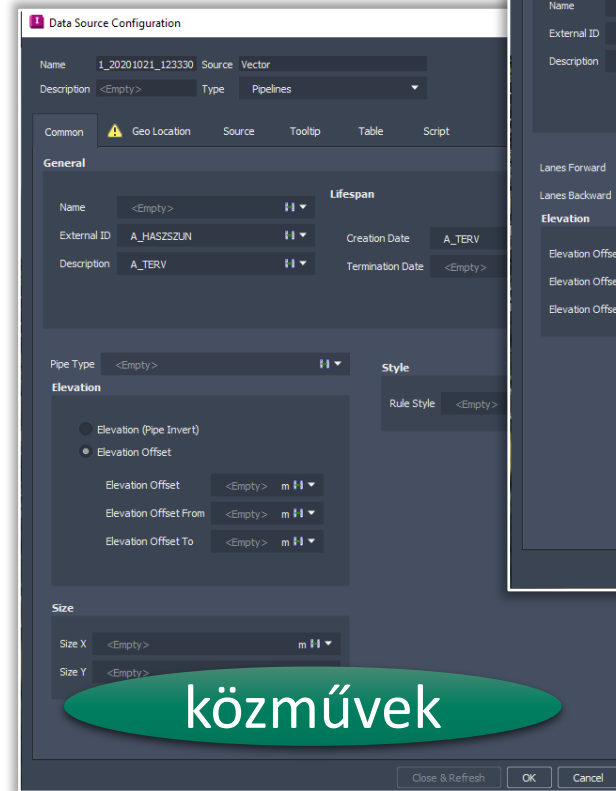 Data Source Configuration
Name 1_20201021_123330 Source Vector
Description <Empty> Type Pipelines
Common Geo Location Source Tooltip Table Script
General
Name <Empty>
External ID A_HASZSZUN
Description A_TERV
Lifespan
Creation Date A_TERV
Termination Date <Empty>
Pipe Type <Empty>
Elevation
Elevation (Pipe Invert)
Elevation Offset
Elevation Offset <Empty> m
Elevation Offset From <Empty> m
Elevation Offset To <Empty> m
Style
Rule Style <Empty>
Size
Size X <Empty> m
Size Y <Empty>
közművek
Close & Refresh OK Cancel
Name
External ID
Description
Lanes Forward
Lanes Backward
Elevation
Elevation Offse
Elevation Offse
Elevation Offse